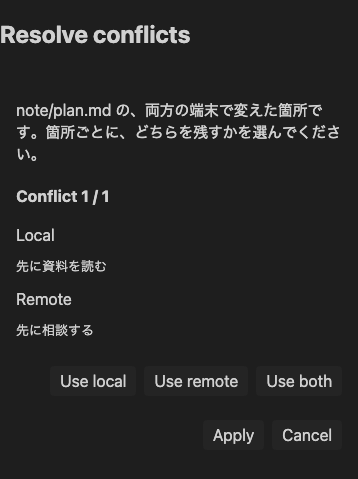 Resolve conflicts
note/plan.md の、両方の端末で変えた箇所で
す。箇所ごとに、どちらを残すかを選んでくださ
い。
Conflict 1 / 1
Local
先に資料を読む
Remote
先に相談する
Use local Use remote Use both
Apply Cancel